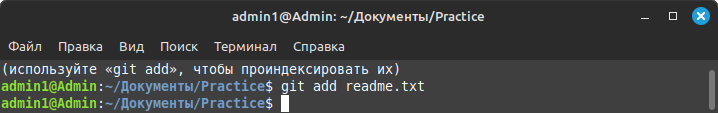 admin1@Admin: ~/Документы/Practice
Файл Правка Вид Поиск Терминал Справка
(используйте «git add», чтобы проиндексировать их)
admin1@Admin:~/Документы/Practice$ git add readme.txt
admin1@Admin:~/Документы/Practice$